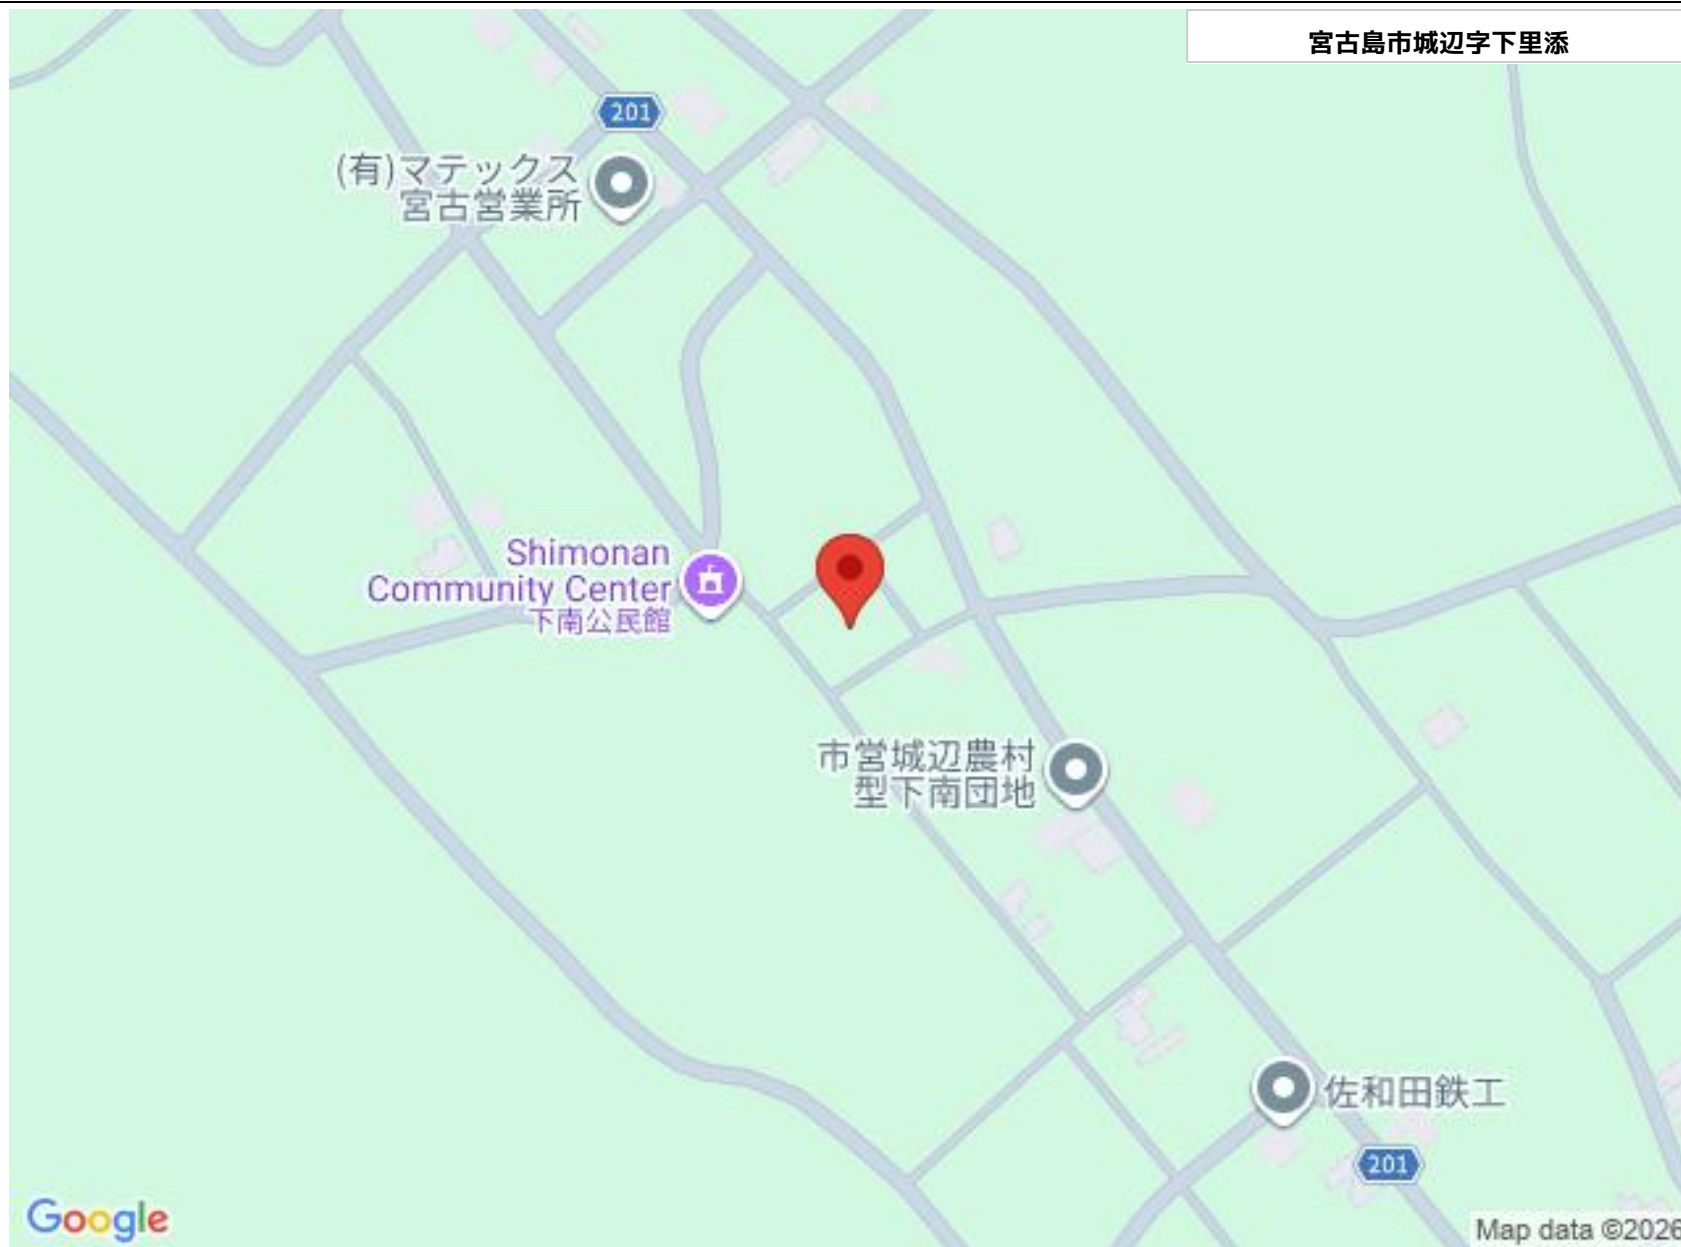 宮古島市城辺字下里添
201
(有)マテックス
宮古営業所
Shimonan
Community Center
下南公民館
市営城辺農村
型下南団地
佐和田鉄工
201
Google
Map data ©2026